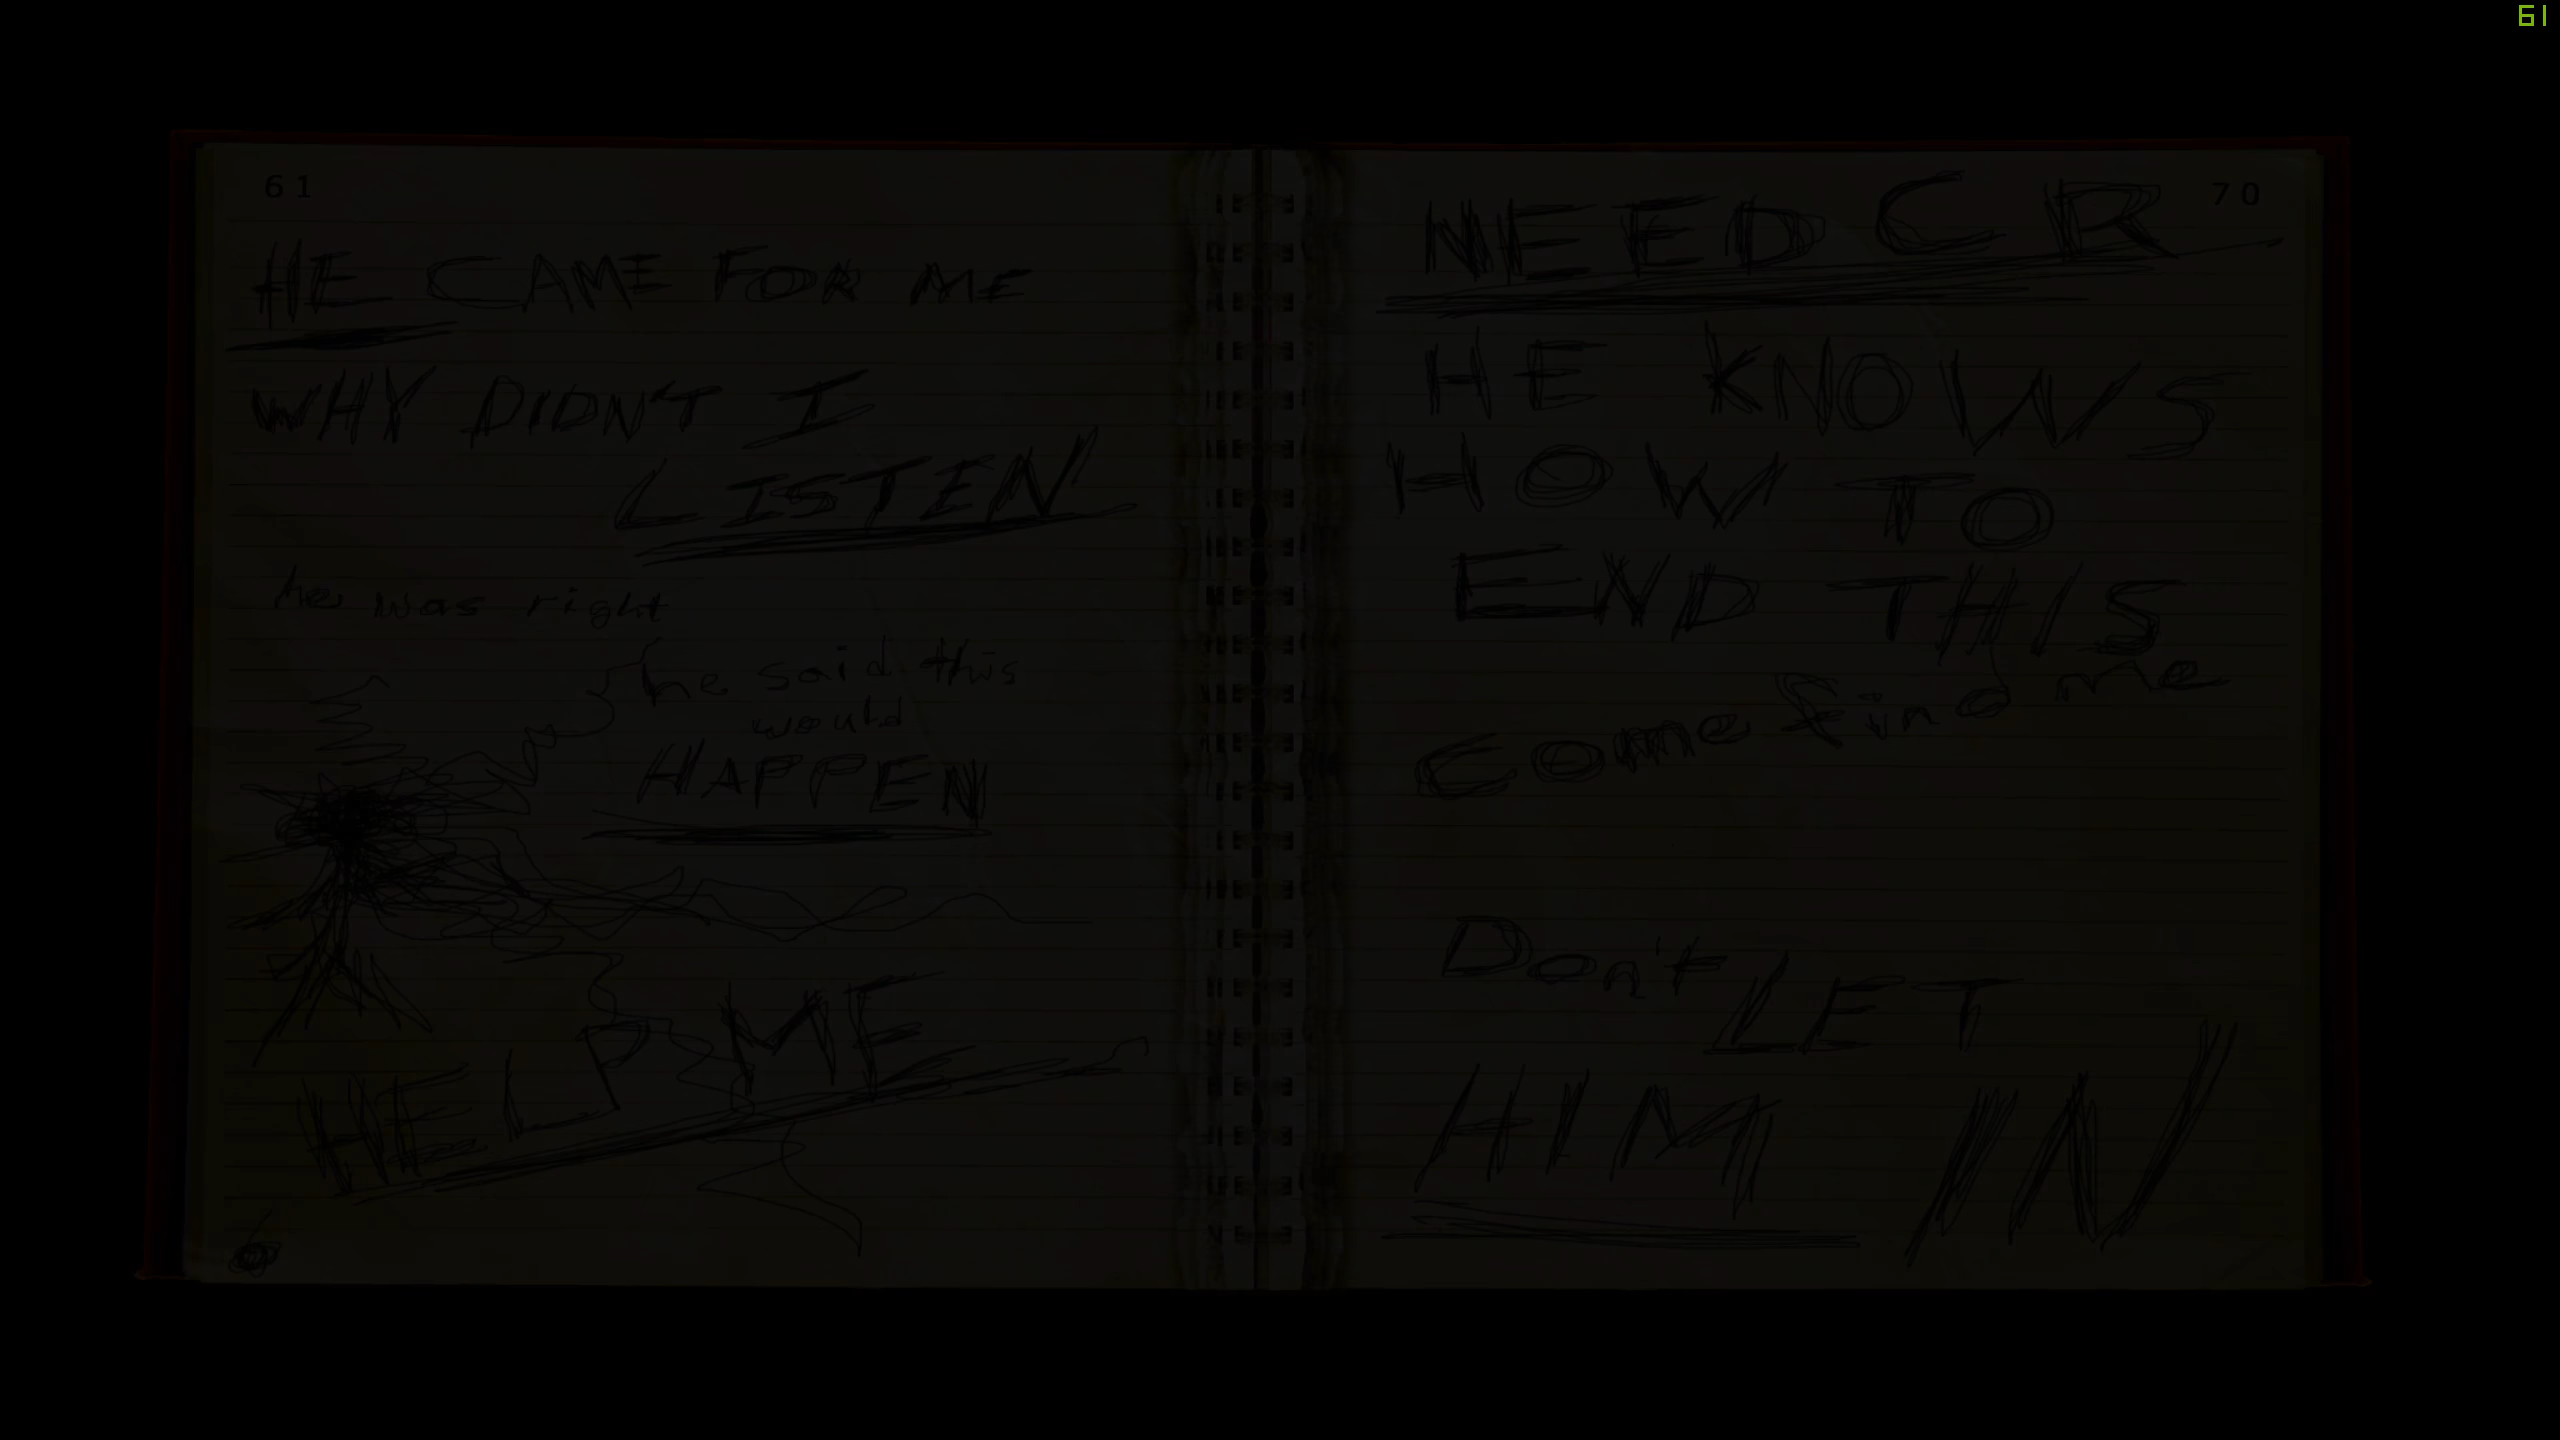 61
61
HE CAME FOR ME
WHY DIDN'T I
LISTEN
he was right
he said this
would
HAPPEN
HELP ME
70
NEED CR
HE KNOWS
HOW TO
END THIS
Come find me
Don't LET
HIM IN